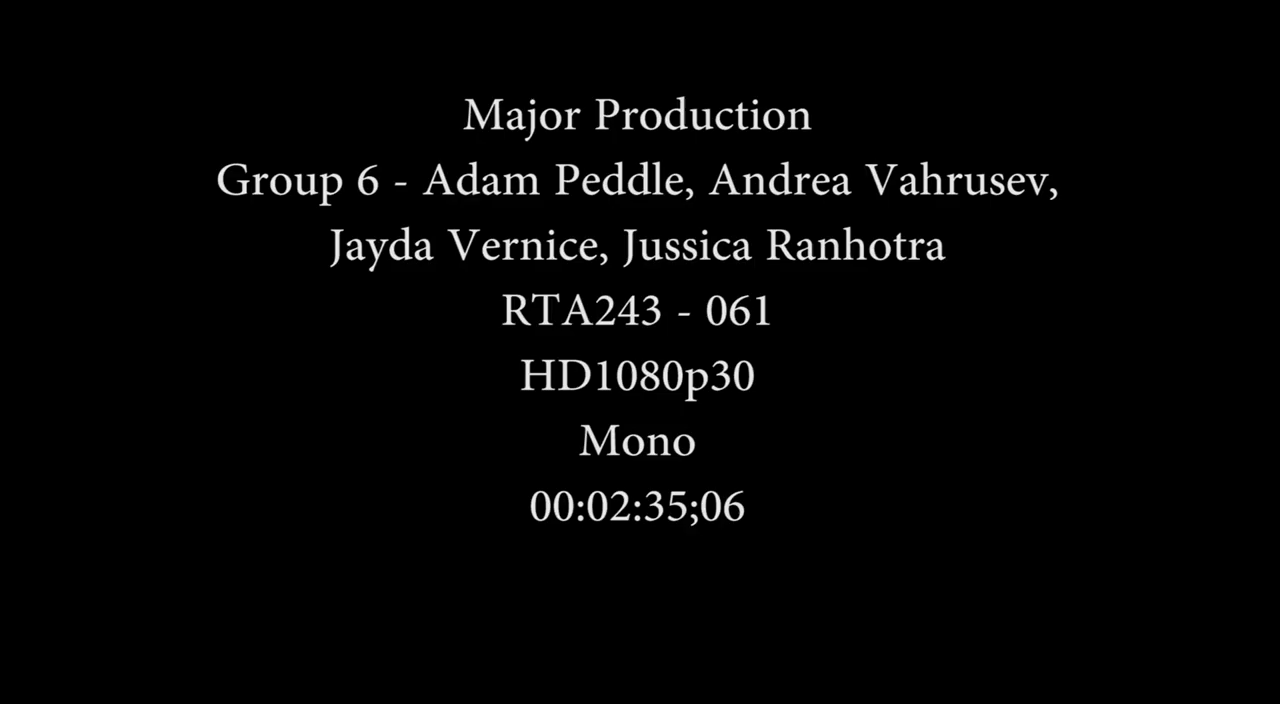 Major Production
Group 6 - Adam Peddle, Andrea Vahrusev,
Jayda Vernice, Jussica Ranhotra
RTA243 - 061
HD1080p30
Mono
00:02:35;06